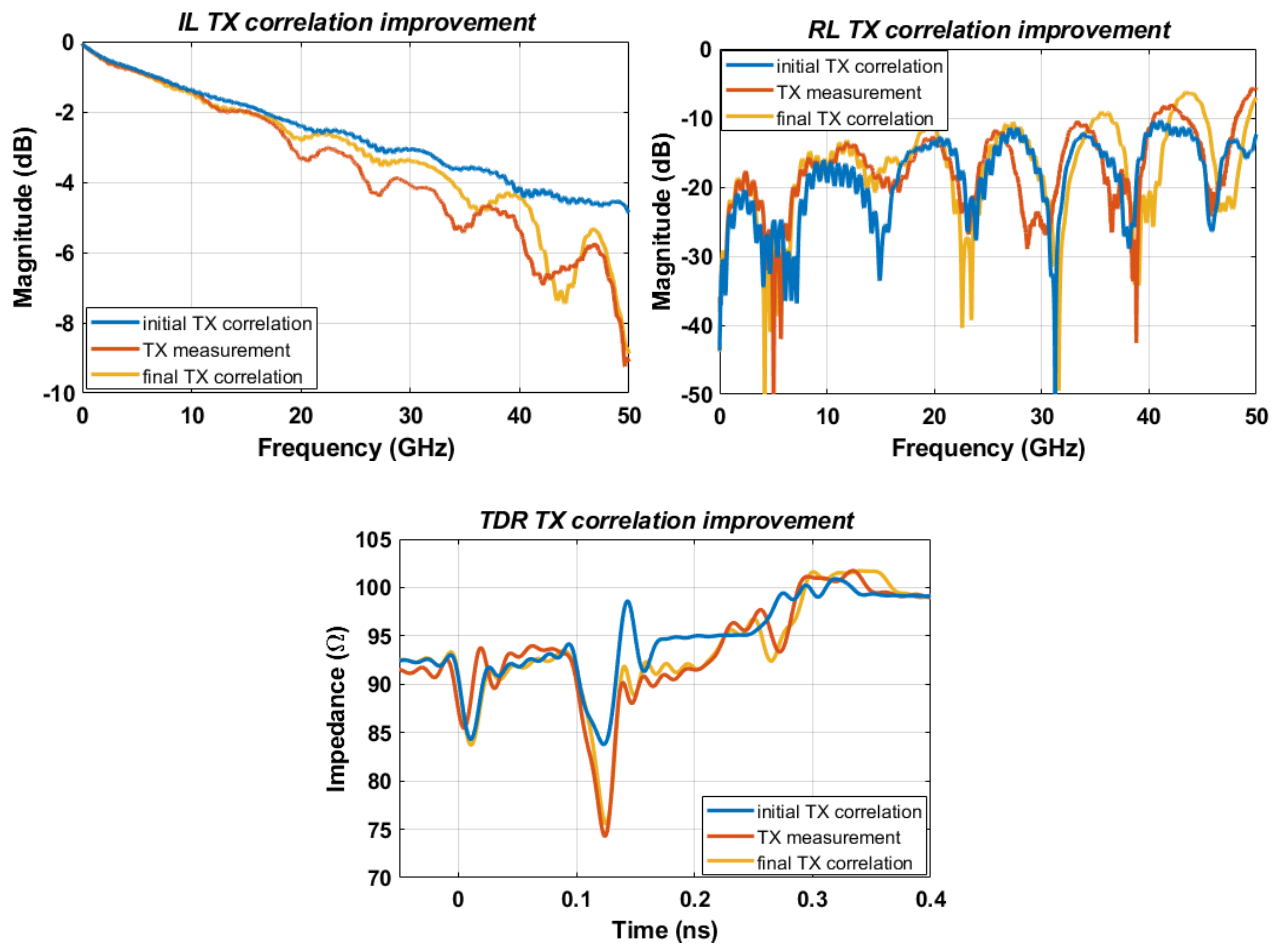 IL TX correlation improvement
0
-2
-4
-6
-8
-10
Magnitude (dB)
initial TX correlation
TX measurement
final TX correlation
0
10
20
30
40
50
Frequency (GHz)
RL TX correlation improvement
0
-10
-20
-30
-40
-50
Magnitude (dB)
initial TX correlation
TX measurement
final TX correlation
0
10
20
30
40
50
Frequency (GHz)
TDR TX correlation improvement
105
100
95
90
85
80
75
70
Impedance (Ω)
initial TX correlation
TX measurement
final TX correlation
0
0.1
0.2
0.3
0.4
Time (ns)